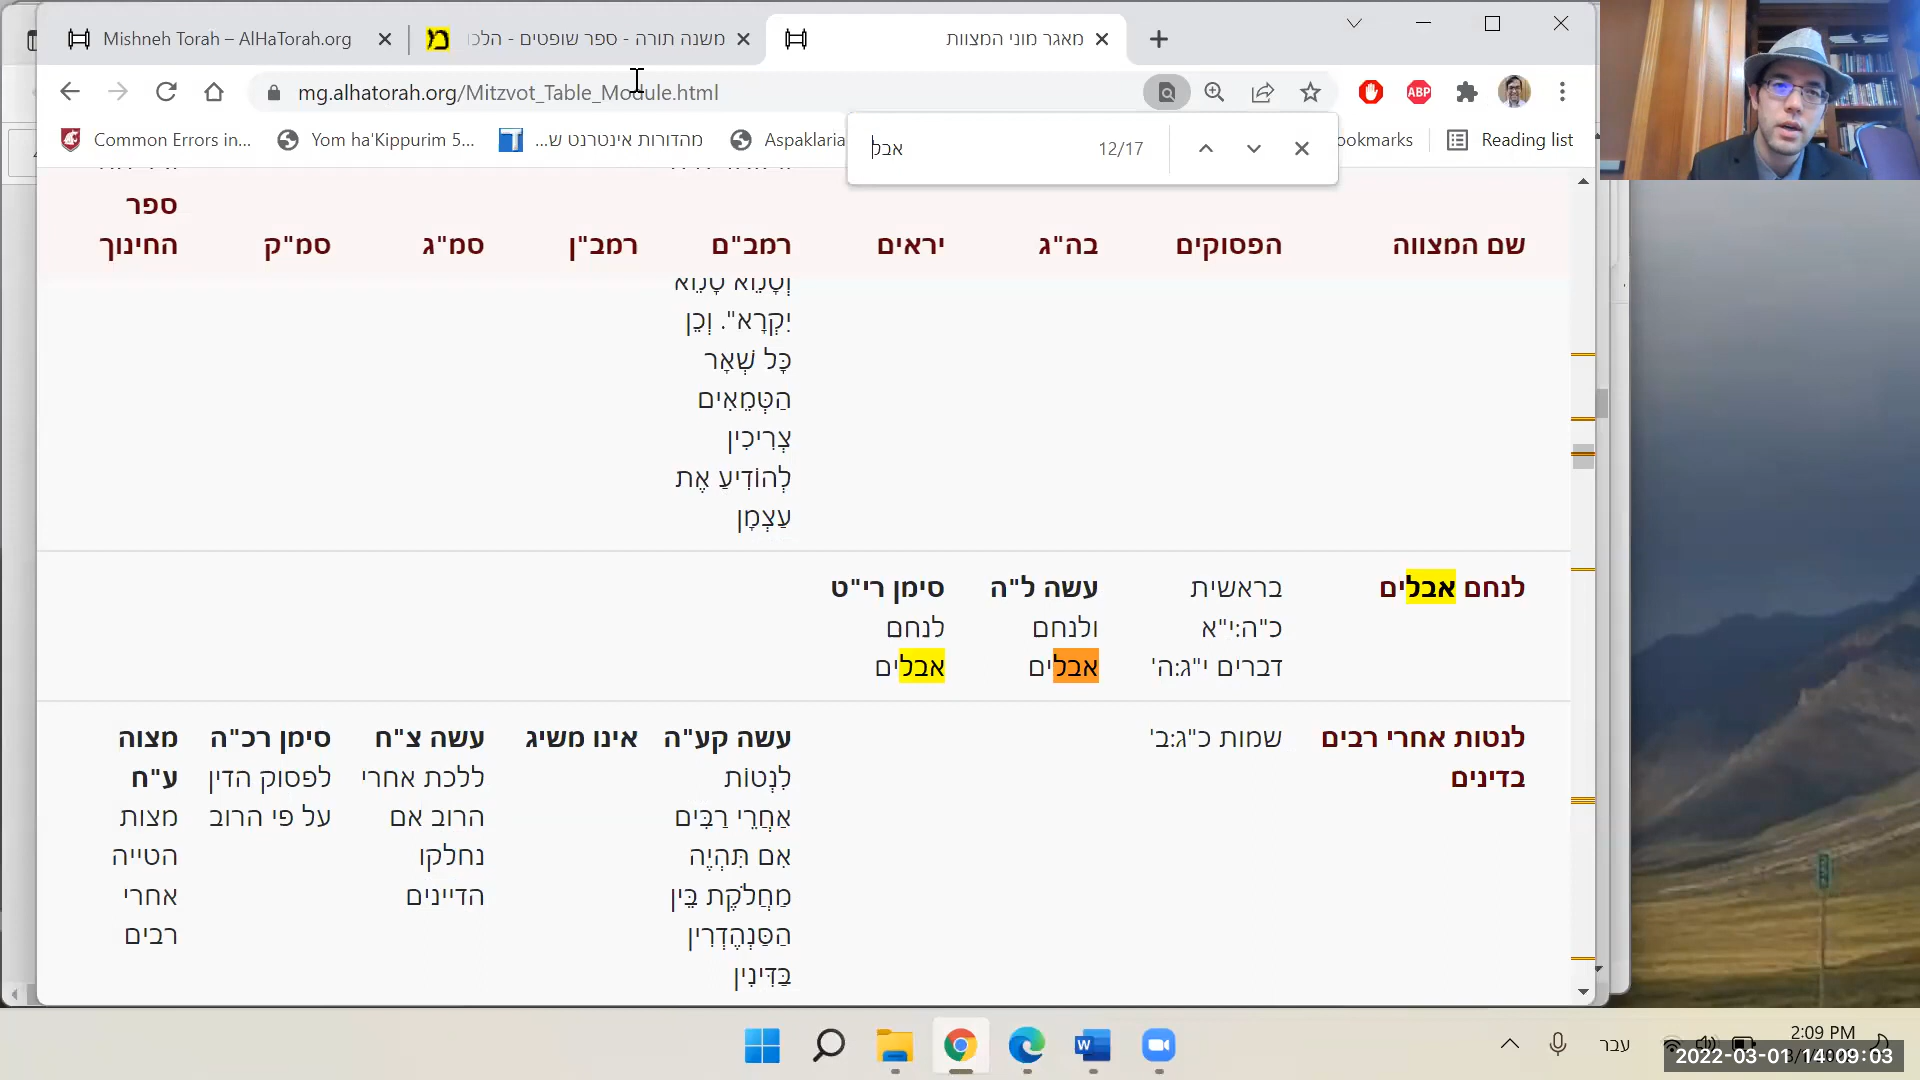 Mishneh Torah – AlHaTorah.org
משנה תורה - ספר שופטים - הלכו
מאגר מוני המצוות
mg.alhatorah.org/Mitzvot_Table_Module.html
Common Errors in...
Yom ha'Kippurim 5...
מהדורות אינטרנט ש...
Aspaklaria
ookmarks
Reading list
אבל
12/17
שם המצווה
הפסוקים
בה"ג
יראים
רמב"ם
רמב"ן
סמ"ג
סמ"ק
ספר
החינוך
וְטָמֵא טָמֵא
יִקְרָא". וְכֵן
כָּל שְׁאָר
הַטְּמֵאִים
צְרִיכִין
לְהוֹדִיעַ אֶת
עַצְמָן
לנחם אבלים
בראשית
כ"ה:י"א
דברים י"ג:ה'
עשה ל"ה
ולנחם
אבלים
סימן רי"ט
לנחם
אבלים
לנטות אחרי רבים
בדינים
שמות כ"ג:ב'
עשה קע"ה
לִנְטוֹת
אַחֲרֵי רַבִּים
אִם תִּהְיֶה
מַחֲלֹקֶת בֵּין
הַסַּנְהֶדְרִין
בַּדִּינִין
אינו משיג
עשה צ"ח
ללכת אחרי
הרוב אם
נחלקו
הדיינים
סימן רכ"ה
לפסוק הדין
על פי הרוב
מצוה
ע"ח
מצות
הטייה
אחרי
רבים
ABP
עבר
2:09 PM
2022-03-01 14:09:03